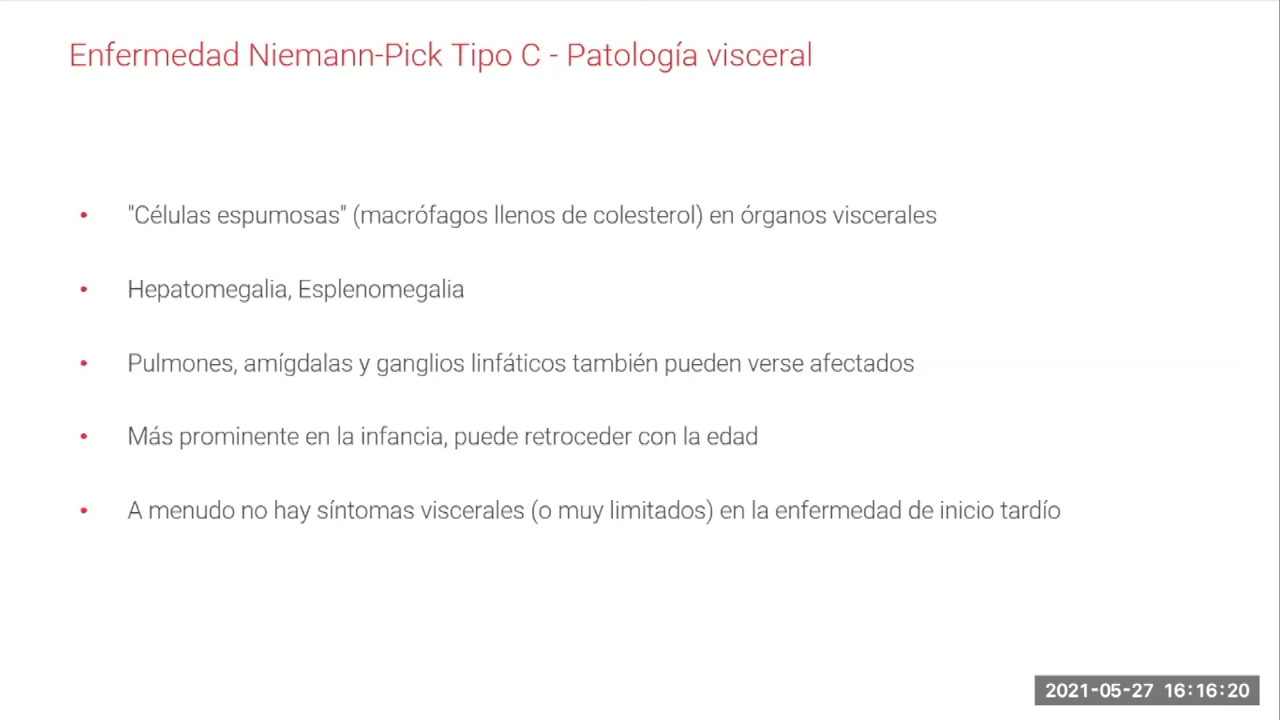 Enfermedad Niemann-Pick Tipo C - Patología visceral
• "Células espumosas" (macrófagos llenos de colesterol) en órganos viscerales
• Hepatomegalia, Esplenomegalia
• Pulmones, amígdalas y ganglios linfáticos también pueden verse afectados
• Más prominente en la infancia, puede retroceder con la edad
• A menudo no hay síntomas viscerales (o muy limitados) en la enfermedad de inicio tardío
2021-05-27 16:16:20